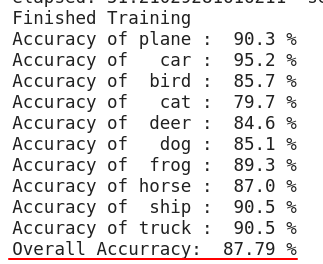 Finished Training
Accuracy of plane :  90.3 %
Accuracy of   car :  95.2 %
Accuracy of  bird :  85.7 %
Accuracy of   cat :  79.7 %
Accuracy of  deer :  84.6 %
Accuracy of   dog :  85.1 %
Accuracy of  frog :  89.3 %
Accuracy of horse :  87.0 %
Accuracy of  ship :  90.5 %
Accuracy of truck :  90.5 %
Overall Accurracy:  87.79 %